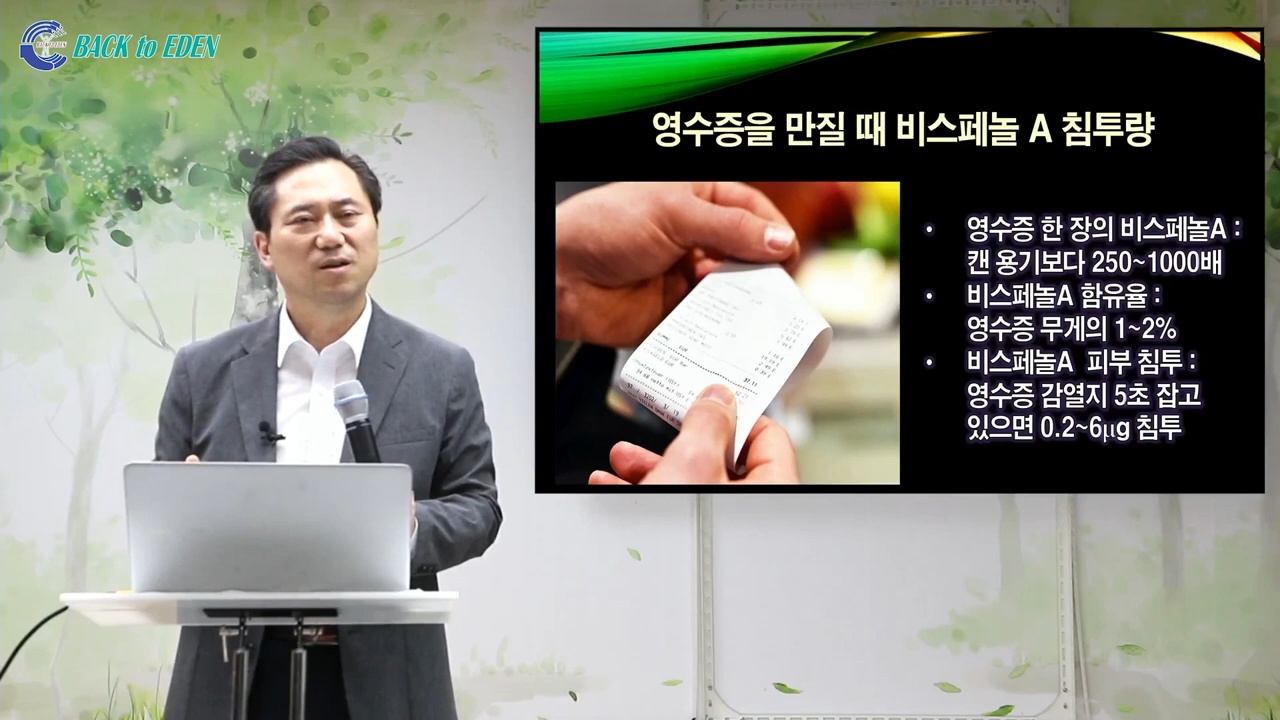 BACK to EDEN
영수증을 만질 때 비스페놀 A 침투량
• 영수증 한 장의 비스페놀A :
캔 용기보다 250~1000배
• 비스페놀A 함유율 :
영수증 무게의 1~2%
• 비스페놀A 피부 침투 :
영수증 감열지 5초 잡고
있으면 0.2~6μg 침투